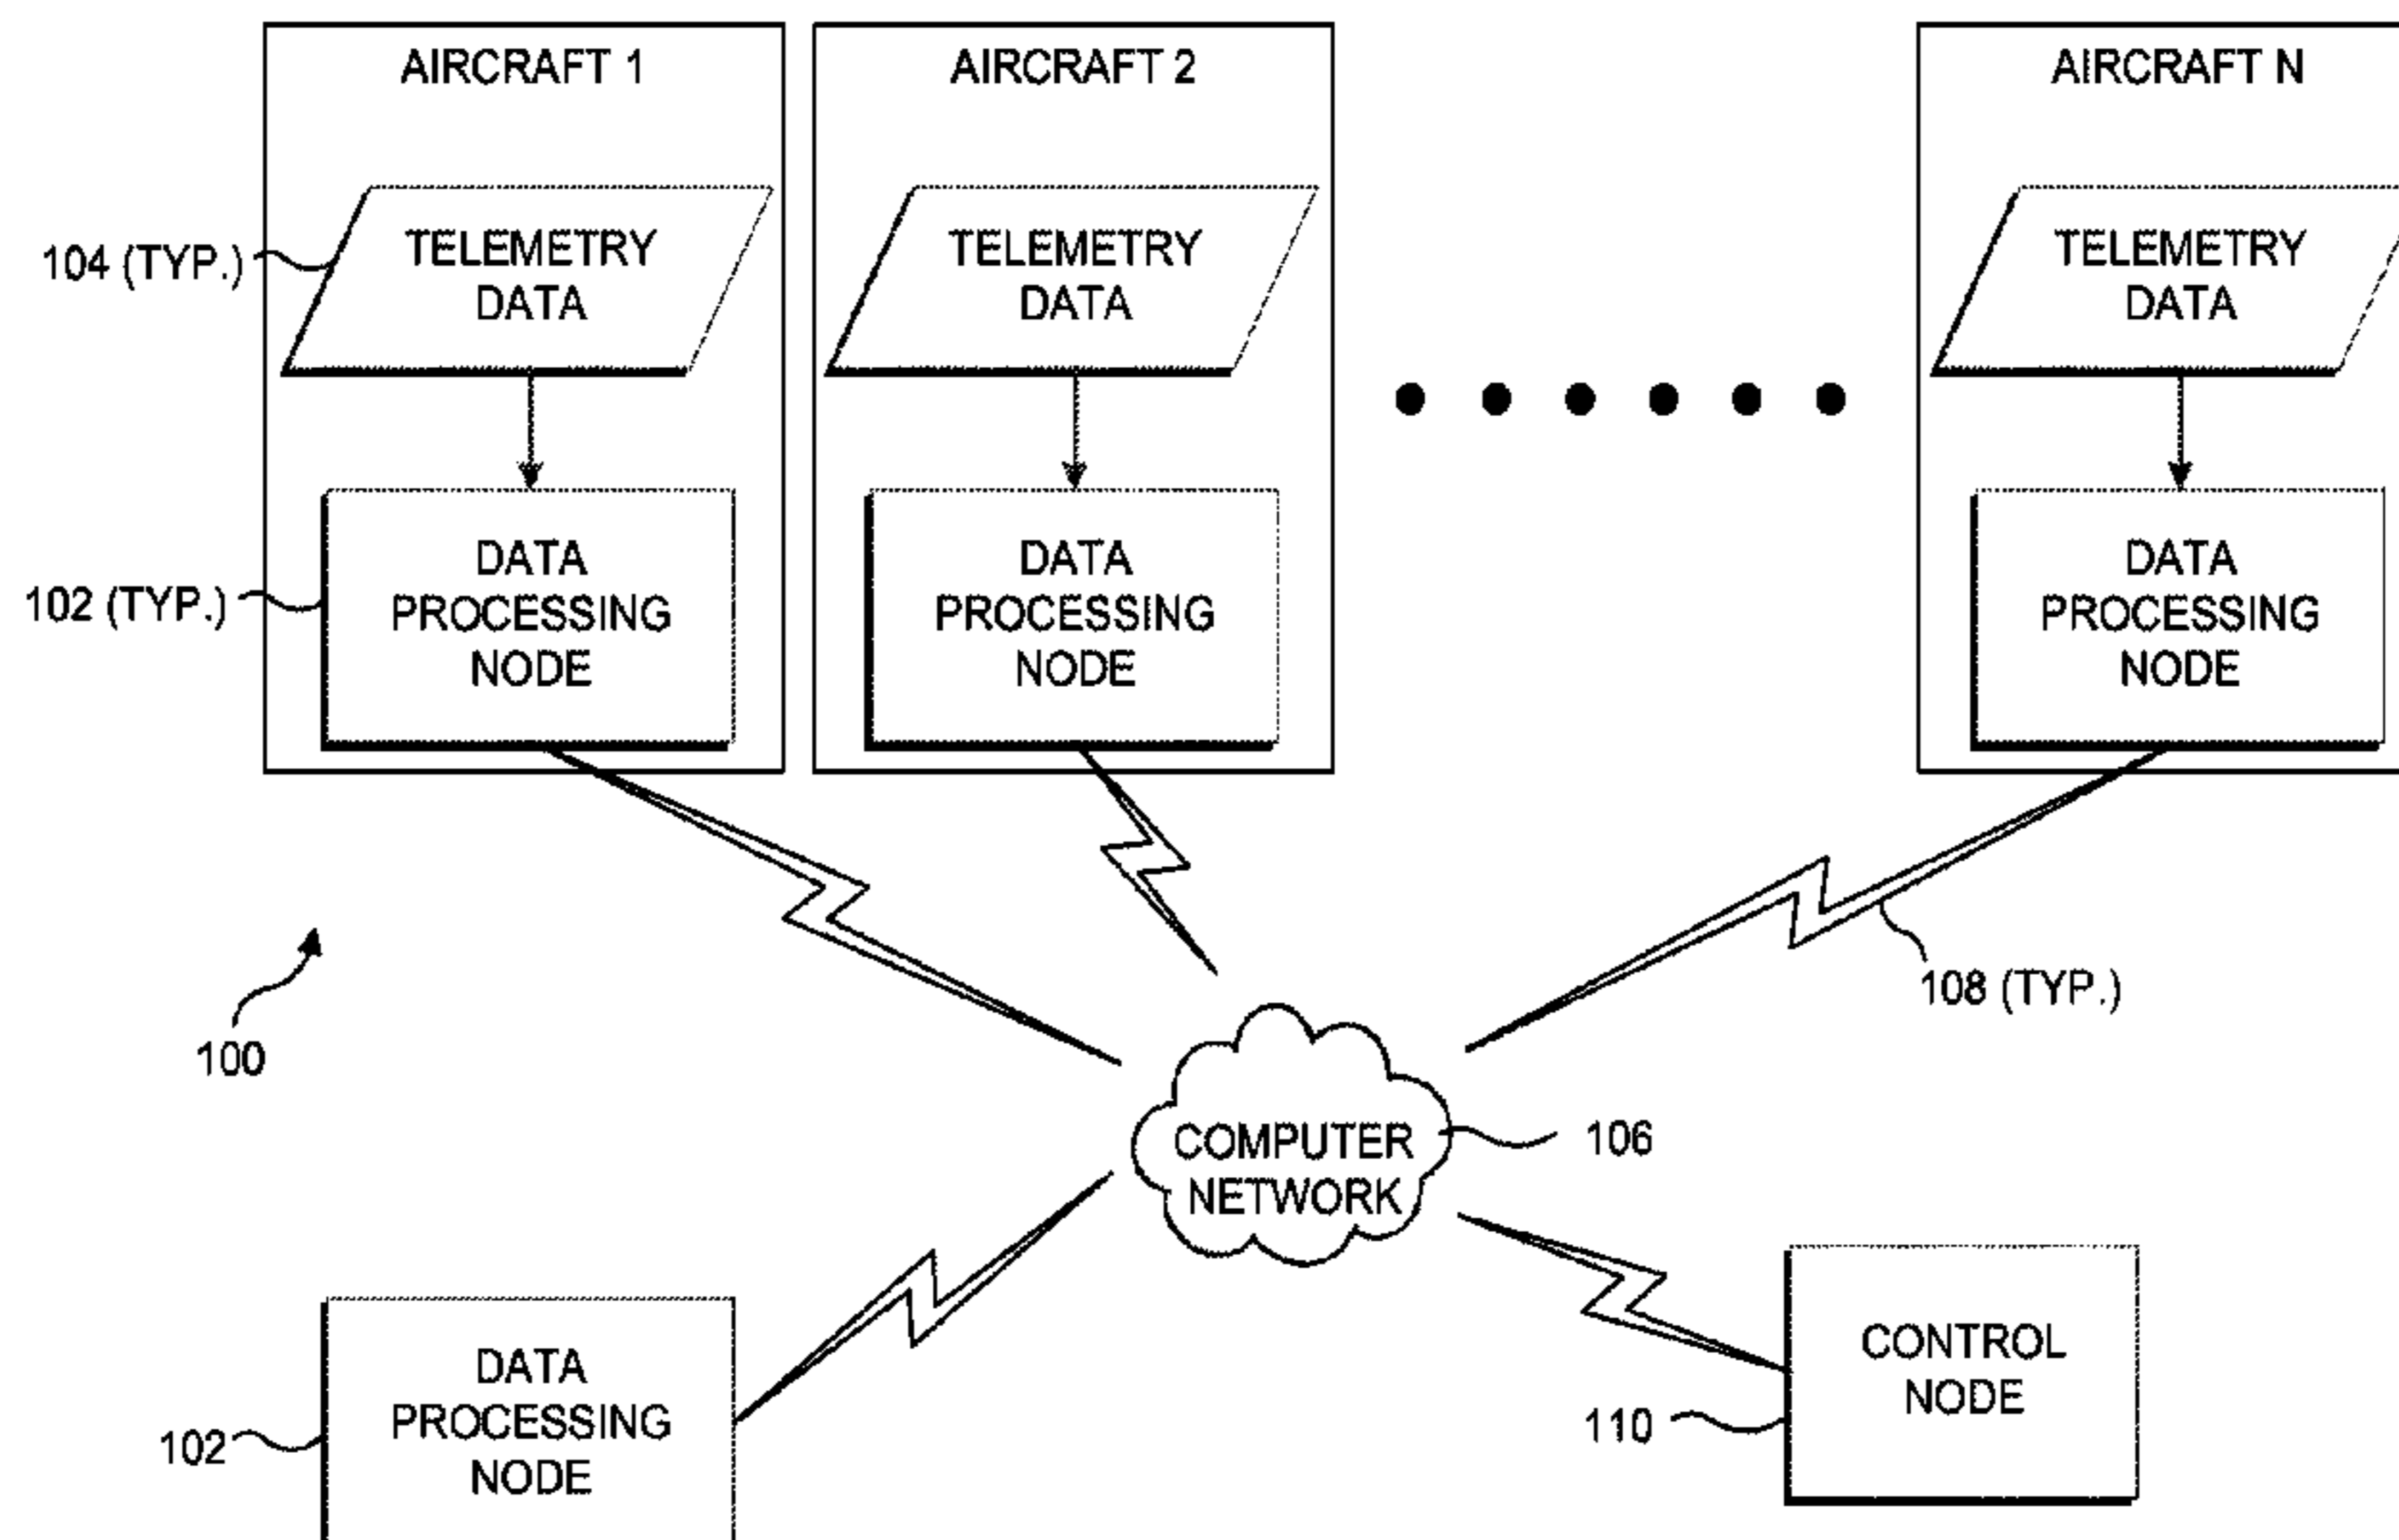 AIRCRAFT 1
AIRCRAFT 2
AIRCRAFT N
104 (TYP.)
TELEMETRY
DATA
TELEMETRY
DATA
TELEMETRY
DATA
102 (TYP.)
DATA
PROCESSING
NODE
DATA
PROCESSING
NODE
DATA
PROCESSING
NODE
108 (TYP.)
100
COMPUTER
NETWORK
106
102
DATA
PROCESSING
NODE
110
CONTROL
NODE